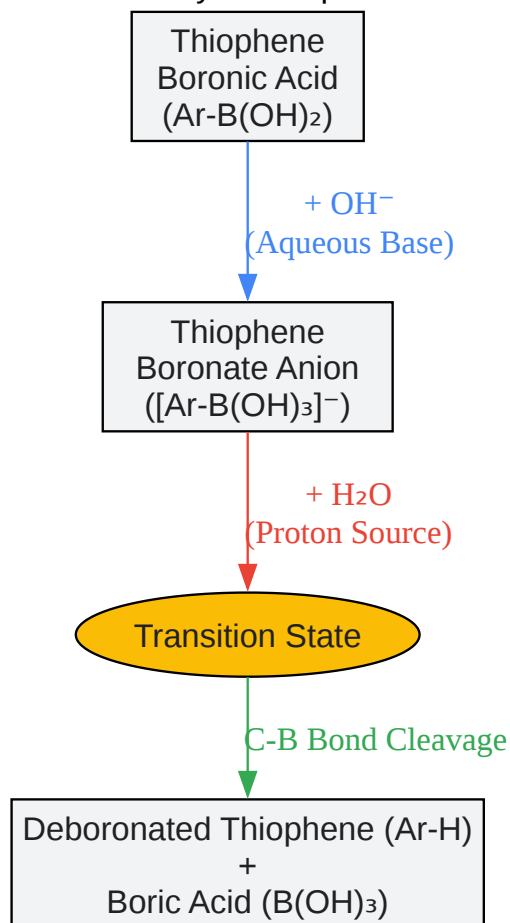 Thiophene
Boronic Acid
(Ar-B(OH)₂)
+ OH⁻
(Aqueous Base)
Thiophene
Boronate Anion
([Ar-B(OH)₃]⁻)
+ H₂O
(Proton Source)
Transition State
C-B Bond Cleavage
Deboronated Thiophene (Ar-H)
+
Boric Acid (B(OH)₃)